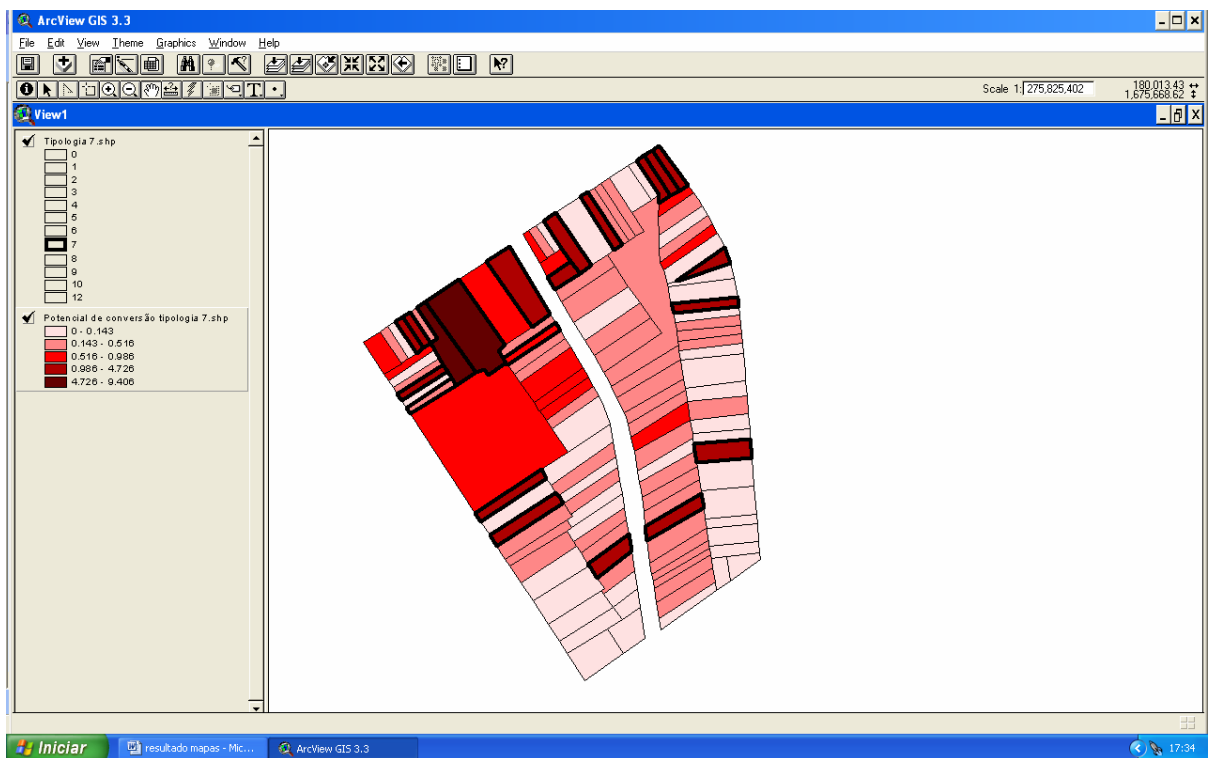 ArcView GIS 3.3
File Edit View Theme Graphics Window Help
Scale 1: 275,825,402
180,013.43
1,675,668.62
View1
Tipologia 7.shp
0
1
2
3
4
5
6
7
8
9
10
12
Potencial de conversão tipologia 7.shp
0 - 0.143
0.143 - 0.516
0.516 - 0.986
0.986 - 4.726
4.726 - 9.406
Iniciar resultado mapas - Mic... ArcView GIS 3.3 17:34